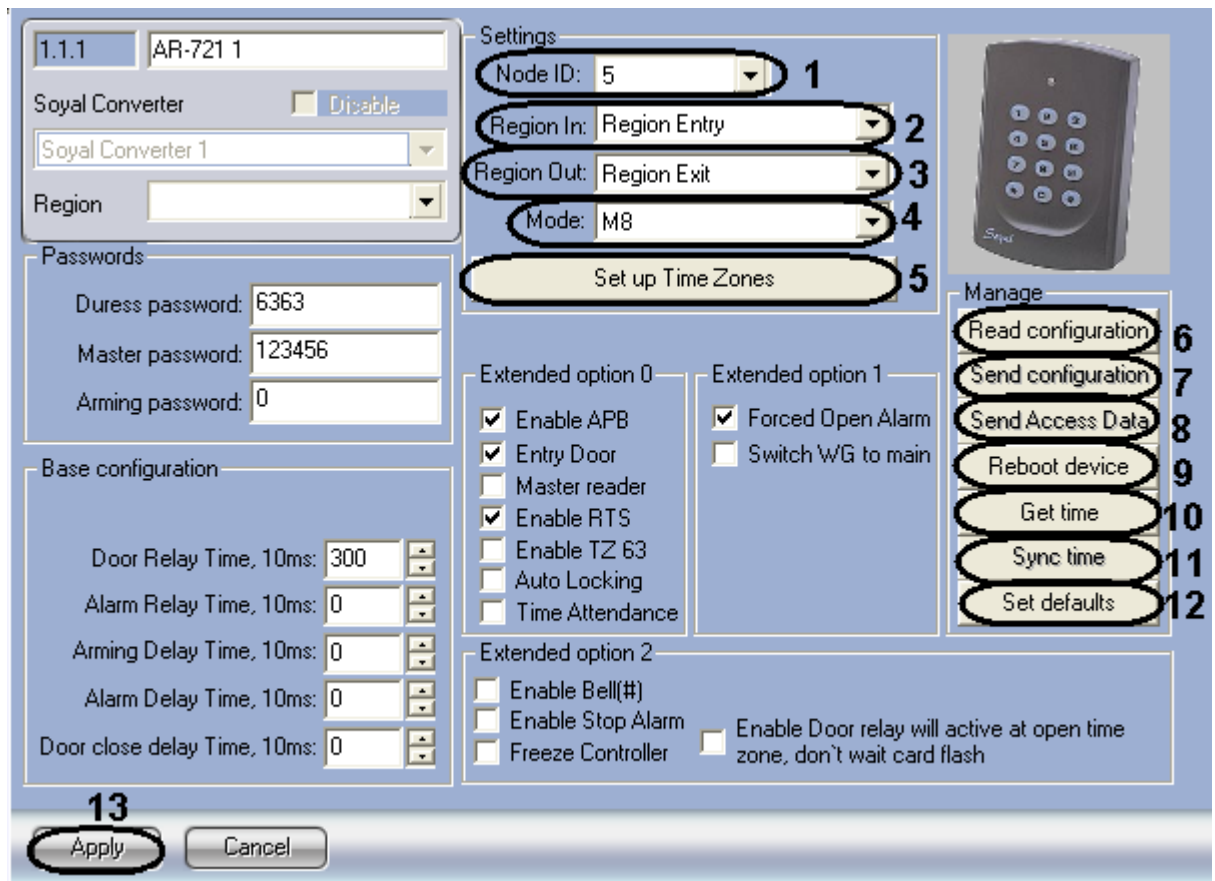 1.1.1 AR-721 1
Soyal Converter Disable
Soyal Converter 1
Region
Passwords
Duress password: 6363
Master password: 123456
Arming password: 0
Base configuration
Door Relay Time, 10ms: 300
Alarm Relay Time, 10ms: 0
Arming Delay Time, 10ms: 0
Alarm Delay Time, 10ms: 0
Door close delay Time, 10ms: 0
Settings
Node ID: 5 1
Region In: Region Entry 2
Region Out: Region Exit 3
Mode: M8 4
Set up Time Zones 5
Extended option 0
Enable APB
Entry Door
Master reader
Enable RTS
Enable TZ 63
Auto Locking
Time Attendance
Extended option 1
Forced Open Alarm
Switch WG to main
Extended option 2
Enable Bell(#)
Enable Stop Alarm
Freeze Controller
Enable Door relay will active at open time
zone, don`t wait card flash
Soyal
Manage
Read configuration 6
Send configuration 7
Send Access Data 8
Reboot device 9
Get time 10
Sync time 11
Set defaults 12
13
Apply Cancel